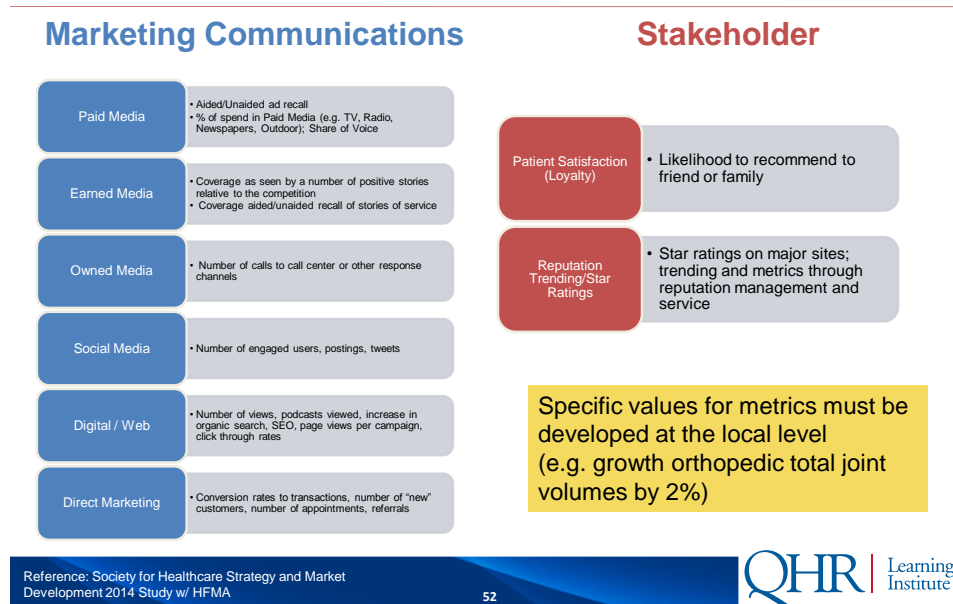 Marketing Communications
Stakeholder
Paid Media
• Aided/Unaided ad recall
• % of spend in Paid Media (e.g. TV, Radio,
Newspapers, Outdoor); Share of Voice
Earned Media
• Coverage as seen by a number of positive stories
relative to the competition
• Coverage aided/unaided recall of stories of service
Owned Media
• Number of calls to call center or other response
channels
Social Media
• Number of engaged users, postings, tweets
Digital / Web
• Number of views, podcasts viewed, increase in
organic search, SEO, page views per campaign,
click through rates
Direct Marketing
• Conversion rates to transactions, number of “new”
customers, number of appointments, referrals
Patient Satisfaction
(Loyalty)
• Likelihood to recommend to
friend or family
Reputation
Trending/Star
Ratings
• Star ratings on major sites;
trending and metrics through
reputation management and
service
Specific values for metrics must be
developed at the local level
(e.g. growth orthopedic total joint
volumes by 2%)
Reference: Society for Healthcare Strategy and Market
Development 2014 Study w/ HFMA
52
QHR
Learning
Institute